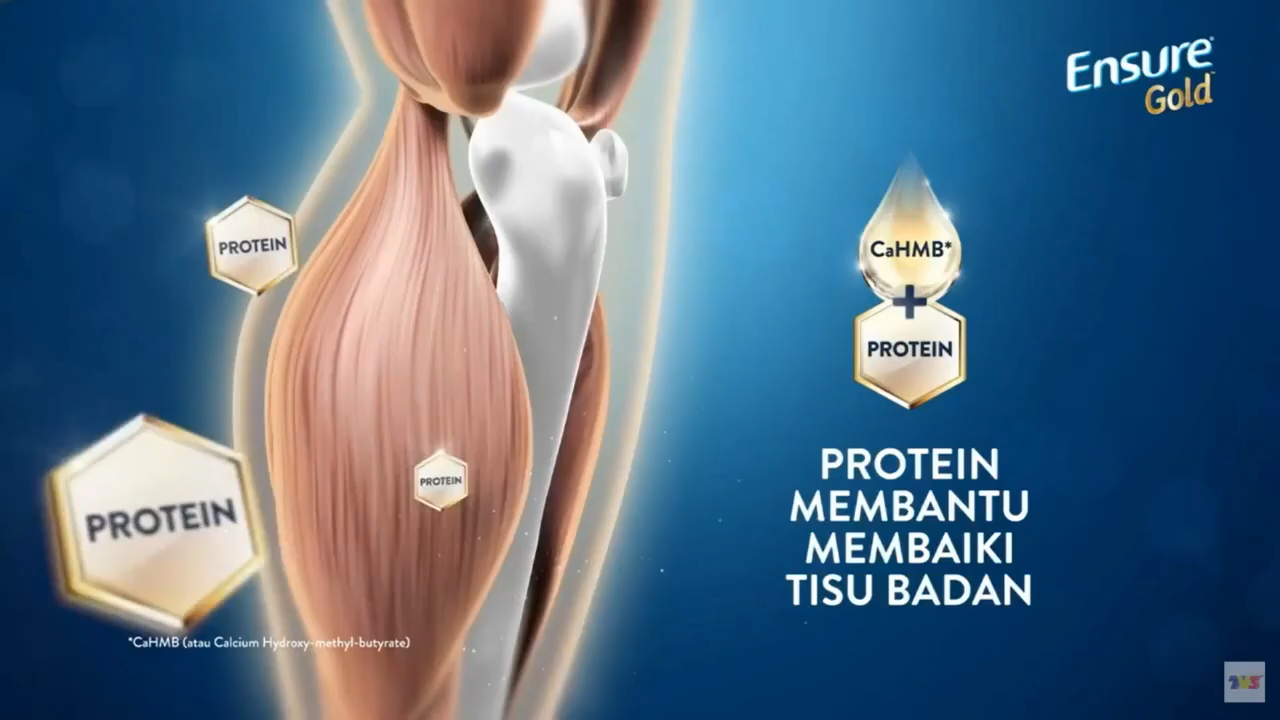 Ensure
Gold
PROTEIN
CaHMB*
+
PROTEIN
PROTEIN
PROTEIN
PROTEIN
MEMBANTU
MEMBAIKI
TISU BADAN
*CaHMB (atau Calcium Hydroxy-methyl-butyrate)